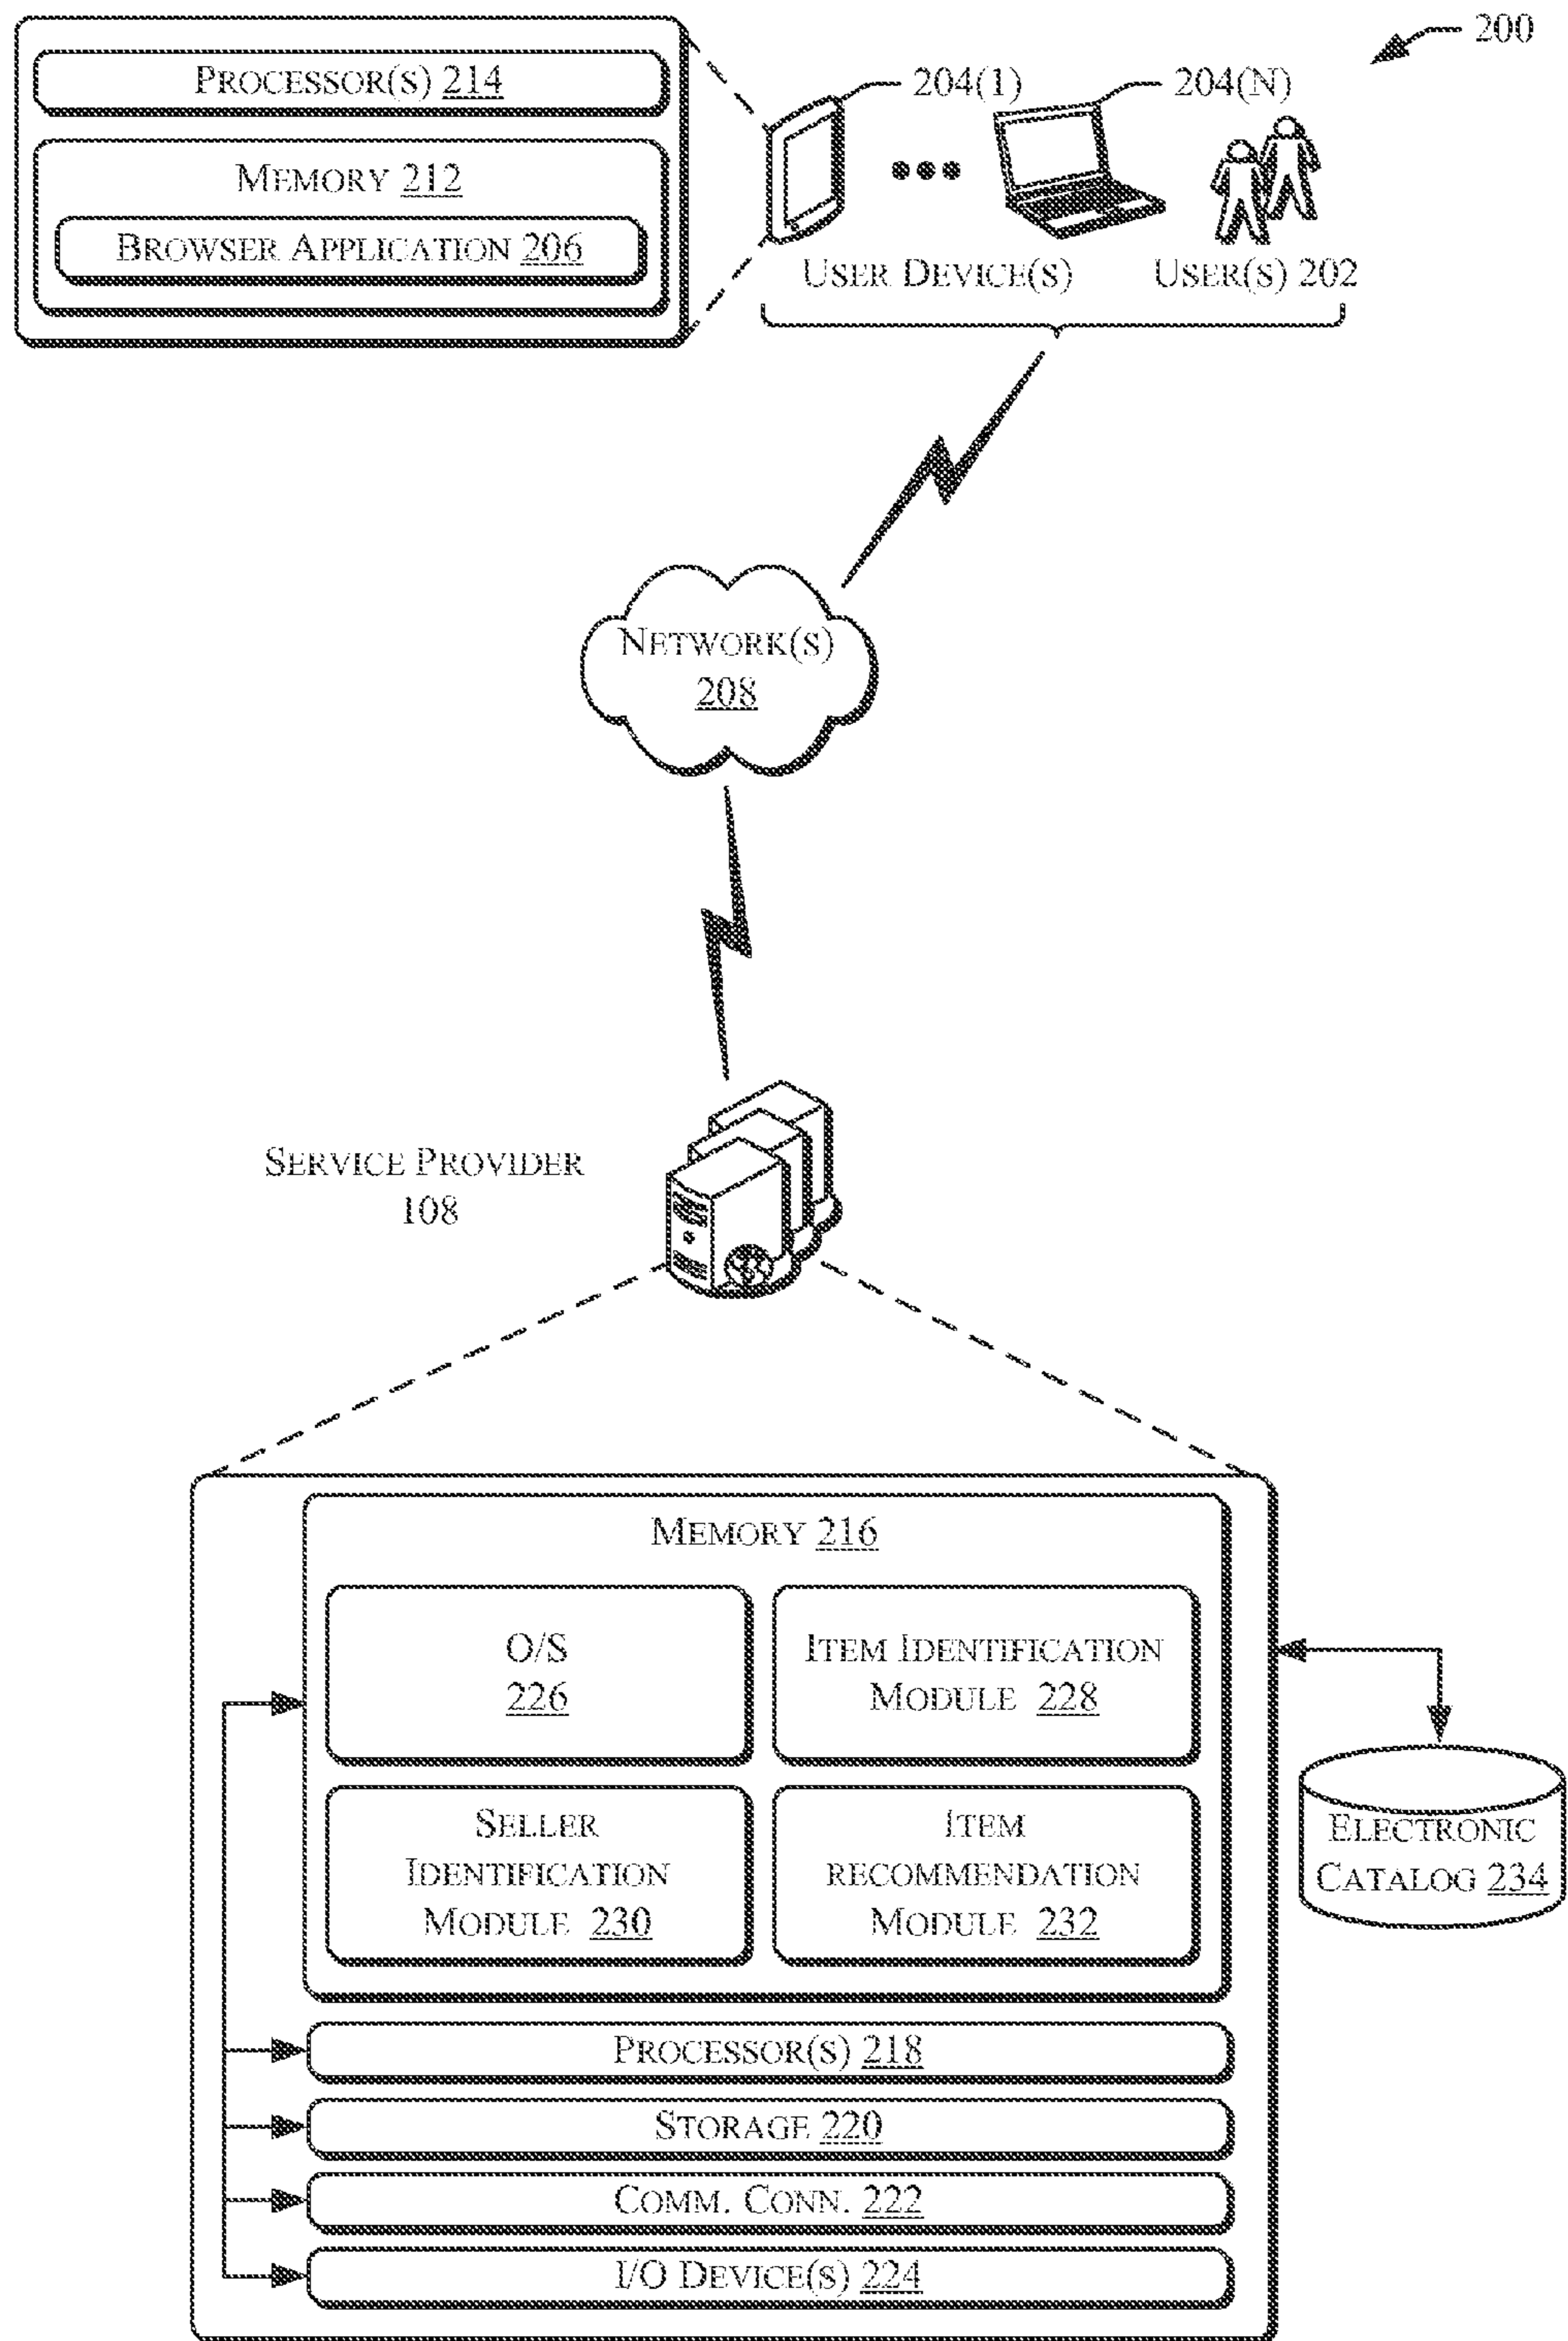 200
PROCESSOR(S) 214
MEMORY 212
BROWSER APPLICATION 206
204(1)
204(N)
USER DEVICE(S)
USER(S) 202
NETWORK(S)
208
SERVICE PROVIDER
108
MEMORY 216
O/S
226
ITEM IDENTIFICATION
MODULE 228
SELLER
IDENTIFICATION
MODULE 230
ITEM
RECOMMENDATION
MODULE 232
ELECTRONIC
CATALOG 234
PROCESSOR(S) 218
STORAGE 220
COMM. CONN. 222
I/O DEVICE(S) 224